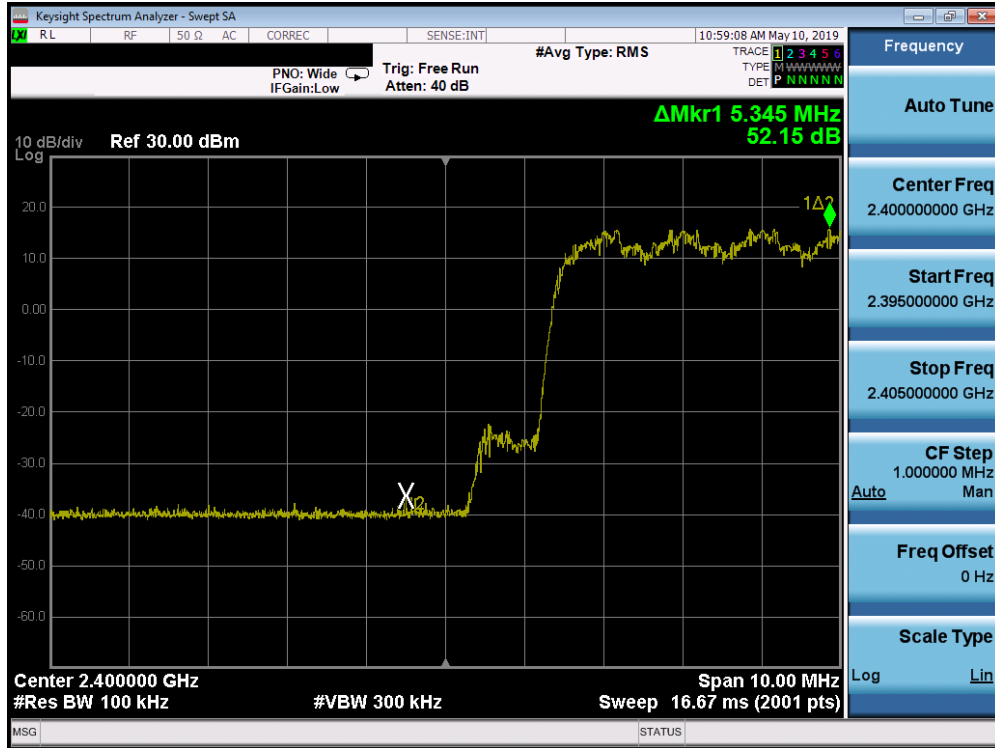 Keysight Spectrum Analyzer - Swept SA
LXI RL RF 50 Ω AC CORREC SENSE:INT 10:59:08 AM May 10, 2019
PNO: Wide
IFGain:Low
Trig: Free Run
Atten: 40 dB
#Avg Type: RMS
TRACE 1 2 3 4 5 6
TYPE M W W W W W
DET P N N N N N
ΔMkr1 5.345 MHz
52.15 dB
10 dB/div Ref 30.00 dBm
Log
20.0
10.0
0.00
-10.0
-20.0
-30.0
-40.0
-50.0
-60.0
1Δ2
X2
Center 2.400000 GHz
Span 10.00 MHz
#Res BW 100 kHz
#VBW 300 kHz
Sweep 16.67 ms (2001 pts)
MSG
STATUS
Frequency
Auto Tune
Center Freq
2.400000000 GHz
Start Freq
2.395000000 GHz
Stop Freq
2.405000000 GHz
CF Step
1.000000 MHz
Auto Man
Freq Offset
0 Hz
Scale Type
Log Lin